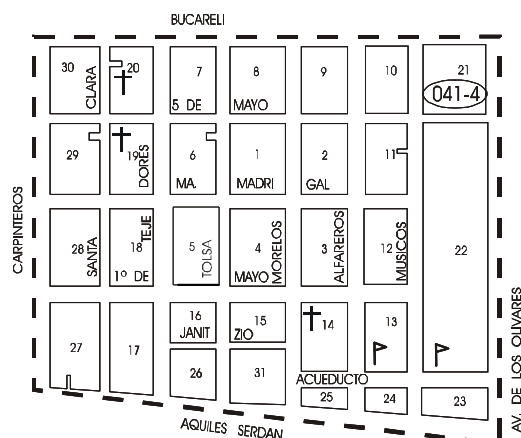 BUCARELI
30 20 7 8 9 10 21
CLARA
5 DE MAYO
041-4
29 19 6 1 2 11
DORES
MA. MADRI GAL
CARPINTEROS
28 18 5 4 3 12 22
SANTA TEJE TOLSA MORELOS ALFAREROS MUSICOS
1º DE MAYO
27 17 16 15 14 13
JANIT ZIO
26 31
ACUEDUCTO
25 24 23
AQUILES SERDAN
AV. DE LOS OLIVARES